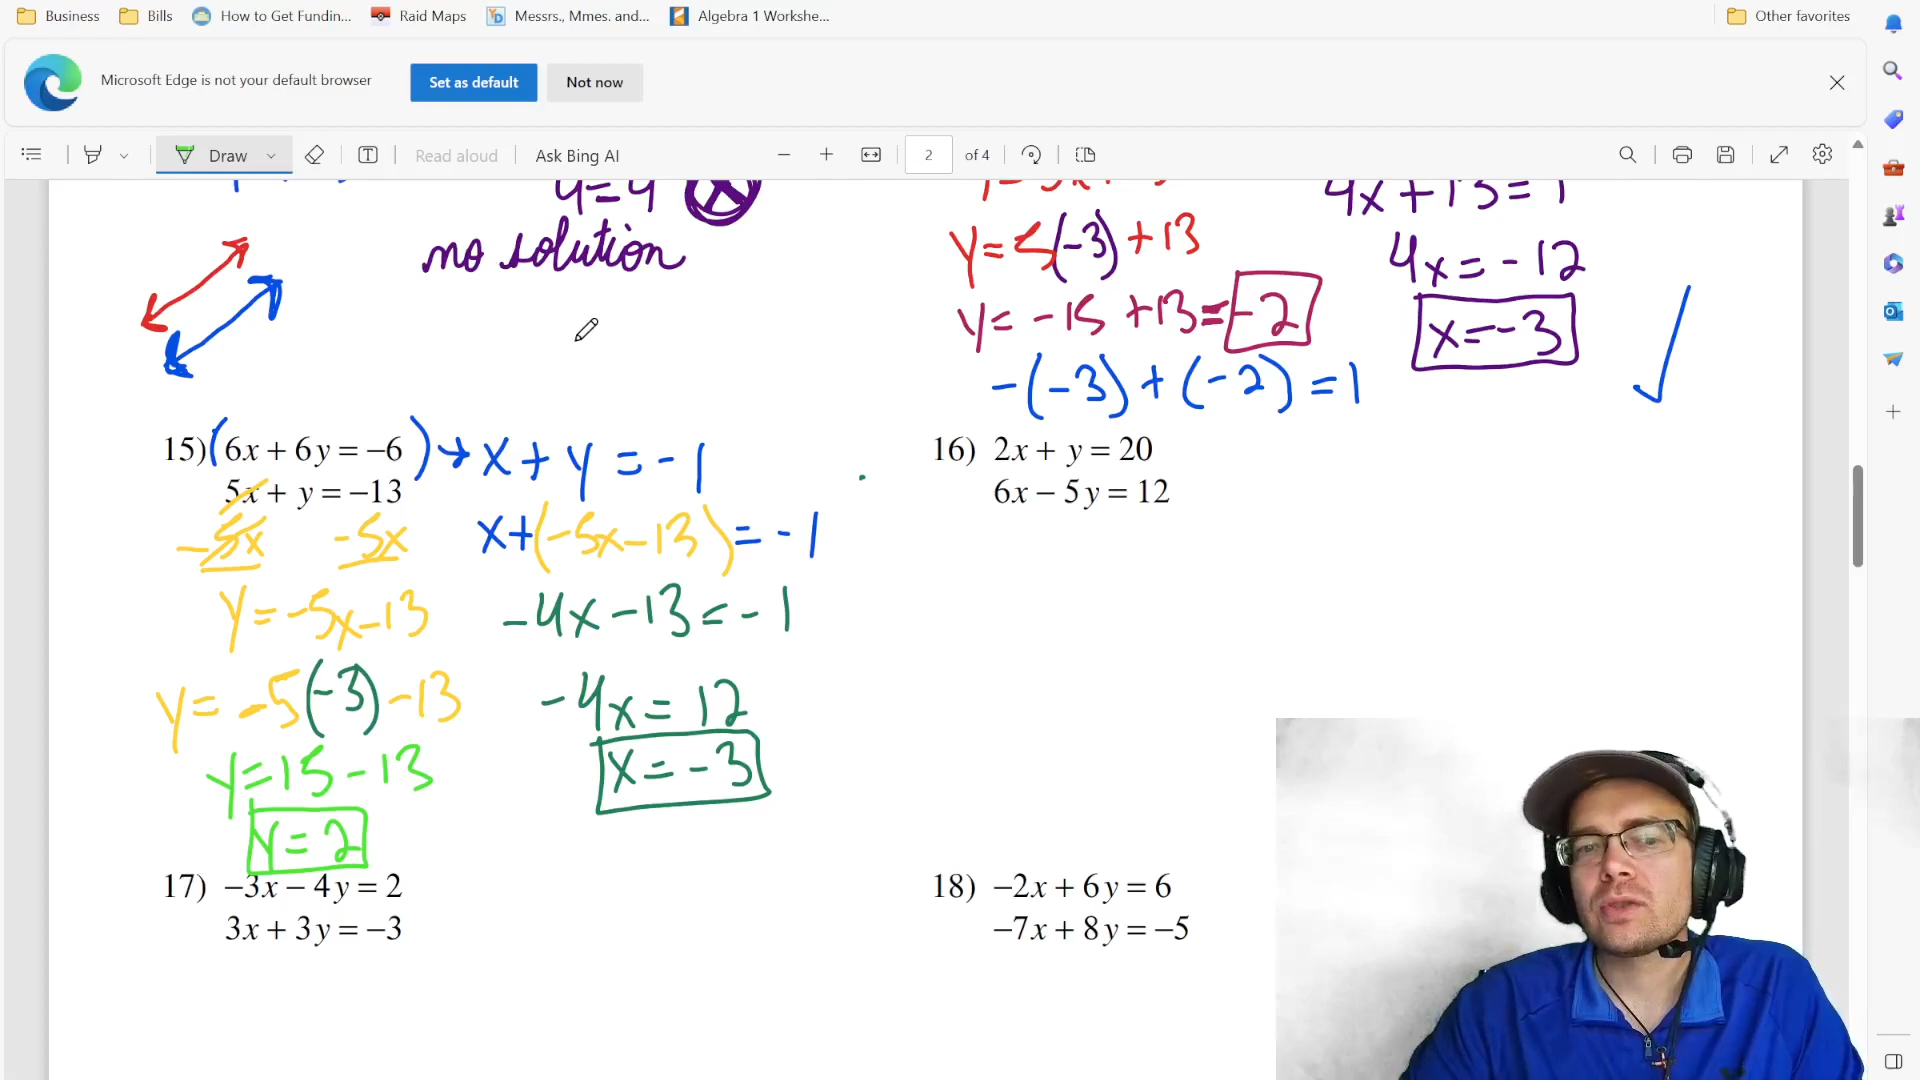 Business Bills How to Get Fundin... Raid Maps Messrs., Mmes. and... Algebra 1 Workshe... Other favorites
Microsoft Edge is not your default browser Set as default Not now
Draw Read aloud Ask Bing AI 2 of 4
4=4
no solution
y=5(-3)+13
y=-15+13=-2
-(-3)+(-2)=1
4x+13=1
4x=-12
x=-3
15) (6x + 6y = −6) → x+y=-1
5x + y = −13
-5x -5x x+(-5x-13)=-1
y=-5x-13 -4x-13=-1
y=-5(-3)-13 -4x=12
y=15-13 x=-3
y=2
16) 2x + y = 20
6x − 5y = 12
17) −3x − 4y = 2
3x + 3y = −3
18) −2x + 6y = 6
−7x + 8y = −5